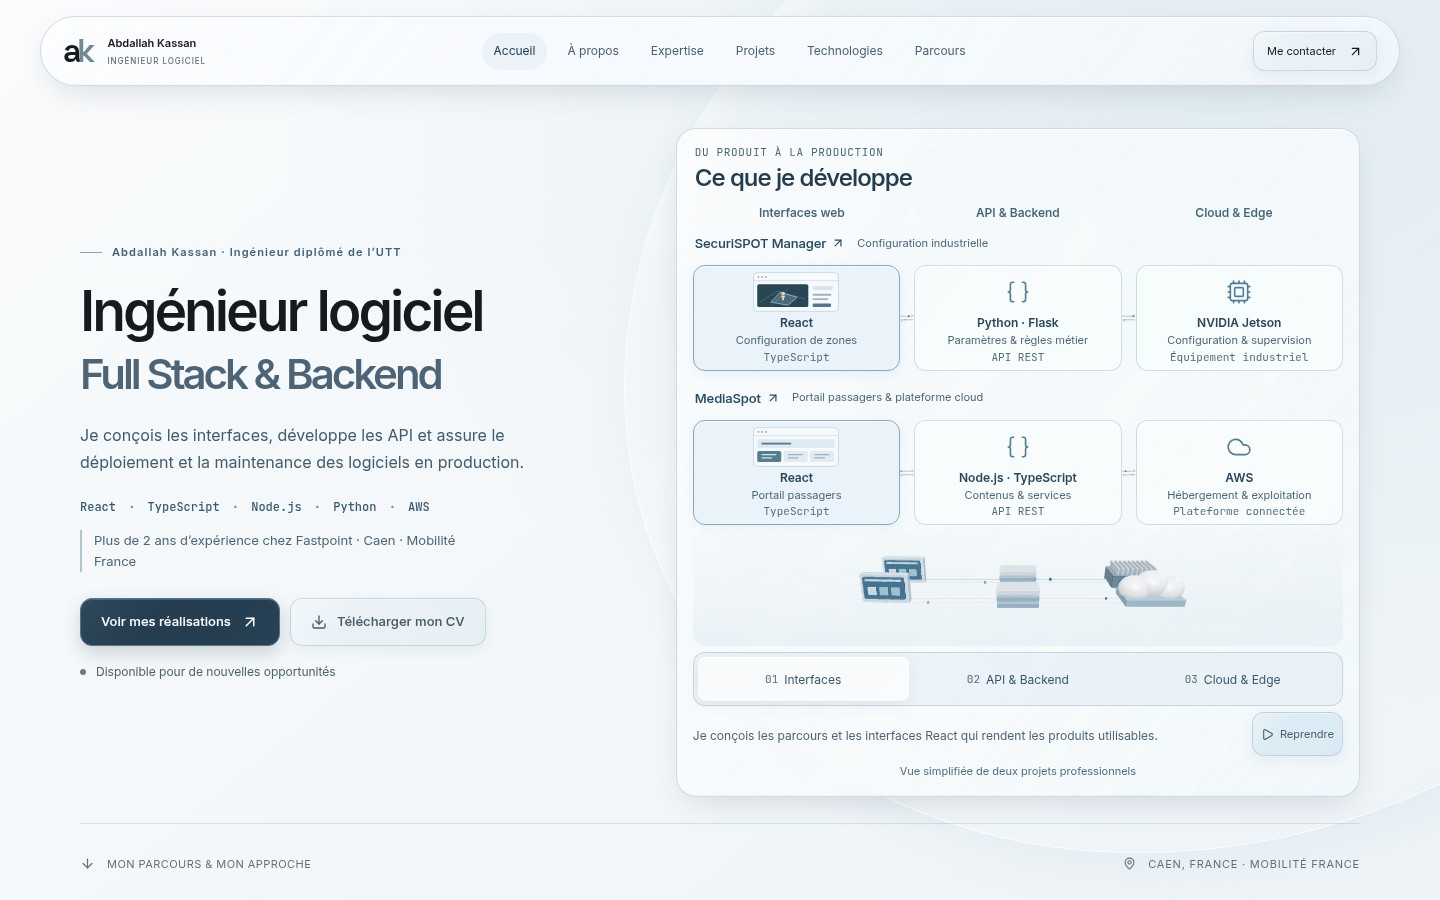 ak
Abdallah Kassan
INGÉNIEUR LOGICIEL
Accueil
À propos
Expertise
Projets
Technologies
Parcours
Me contacter
Abdallah Kassan · Ingénieur diplômé de l’UTT
Ingénieur logiciel
Full Stack & Backend
Je conçois les interfaces, développe les API et assure le
déploiement et la maintenance des logiciels en production.
React · TypeScript · Node.js · Python · AWS
Plus de 2 ans d’expérience chez Fastpoint · Caen · Mobilité
France
Voir mes réalisations
Télécharger mon CV
Disponible pour de nouvelles opportunités
DU PRODUIT À LA PRODUCTION
Ce que je développe
Interfaces web
API & Backend
Cloud & Edge
SecuriSPOT Manager
Configuration industrielle
React
Configuration de zones
TypeScript
{ }
Python · Flask
Paramètres & règles métier
API REST
NVIDIA Jetson
Configuration & supervision
Équipement industriel
MediaSpot
Portail passagers & plateforme cloud
React
Portail passagers
TypeScript
{ }
Node.js · TypeScript
Contenus & services
API REST
AWS
Hébergement & exploitation
Plateforme connectée
01 Interfaces
02 API & Backend
03 Cloud & Edge
Je conçois les parcours et les interfaces React qui rendent les produits utilisables.
Reprendre
Vue simplifiée de deux projets professionnels
MON PARCOURS & MON APPROCHE
CAEN, FRANCE · MOBILITÉ FRANCE